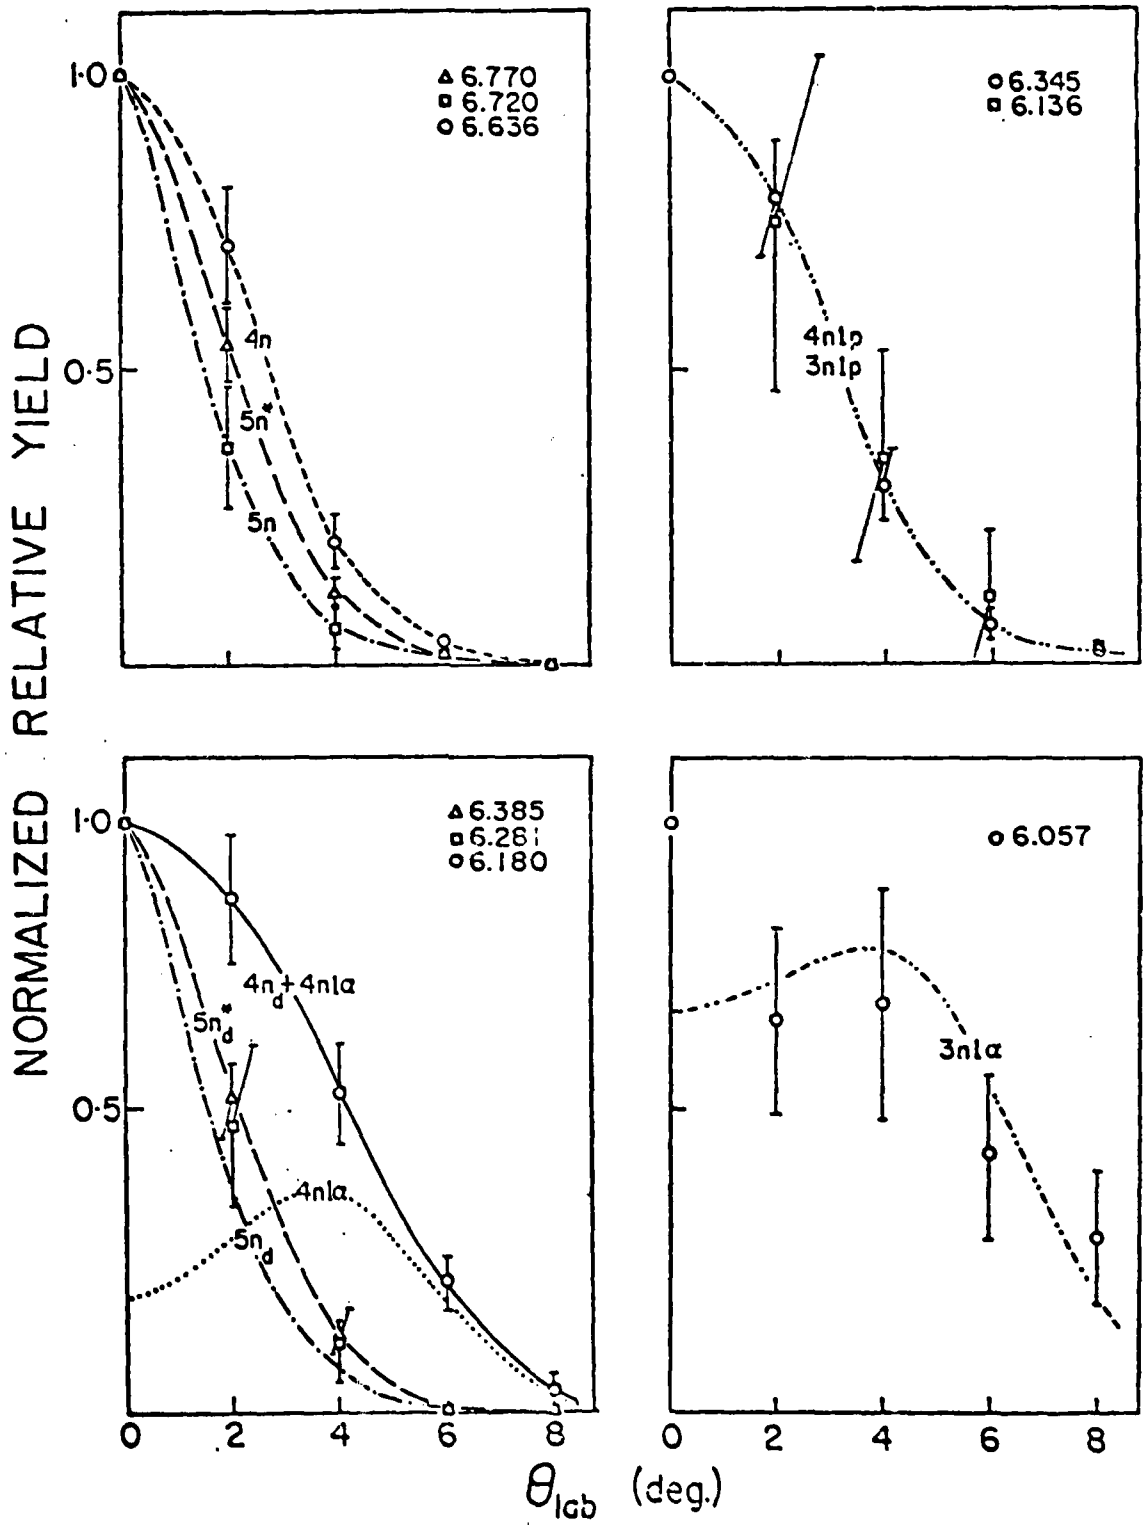 NORMALIZED RELATIVE YIELD
1.0
0.5
△ 6.770
□ 6.720
○ 6.636
4n
5n*
5n
○ 6.345
□ 6.136
4n1p
3n1p
1.0
0.5
△ 6.385
□ 6.281
○ 6.180
4nd + 4n1α
5nd*
4n1α
5nd
0 2 4 6 8
○ 6.057
3n1α
0 2 4 6 8
θlab (deg.)